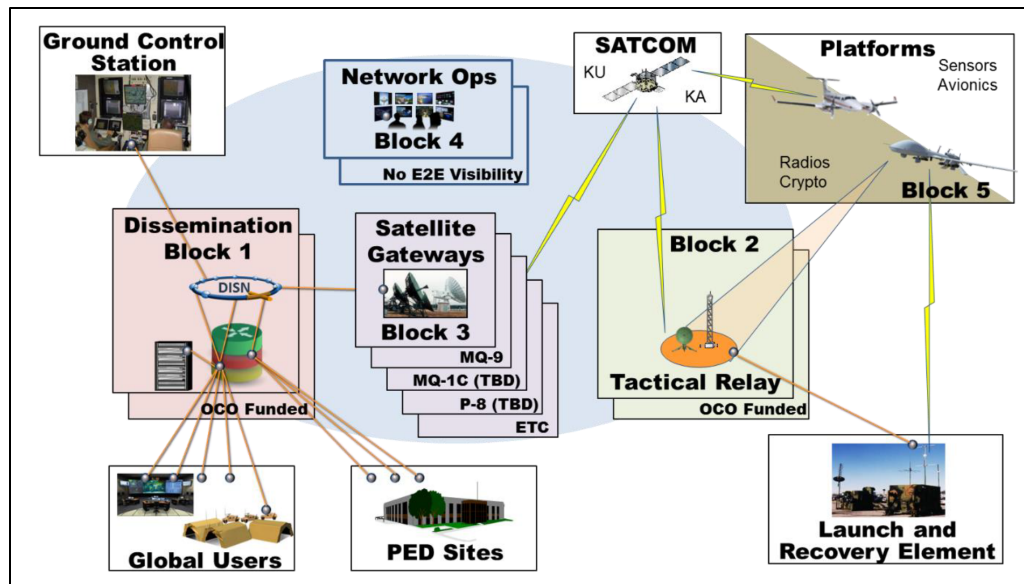 Ground Control
Station
Network Ops
Block 4
No E2E Visibility
SATCOM
KU
KA
Platforms
Sensors
Avionics
Radios
Crypto
Block 5
Dissemination
Block 1
DISN
OCO Funded
Satellite
Gateways
Block 3
MQ-9
MQ-1C (TBD)
P-8 (TBD)
ETC
Block 2
Tactical Relay
OCO Funded
Global Users
PED Sites
Launch and
Recovery Element